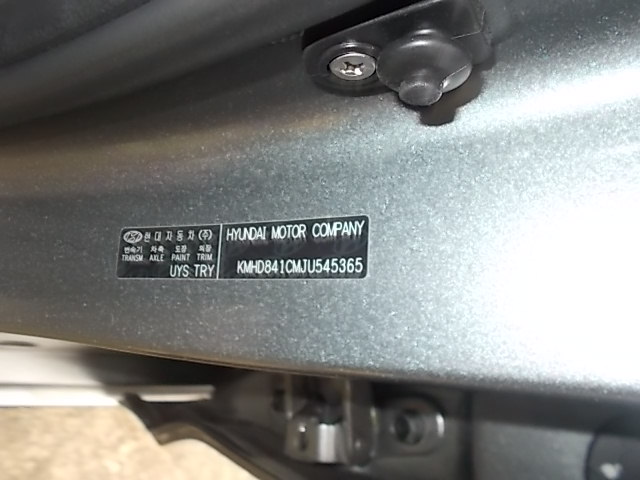 현대자동차(주)
변속기 차축 도장 의장
TRANSM AXLE PAINT TRIM
UYS TRY
HYUNDAI MOTOR COMPANY
KMHD841CMJU545365